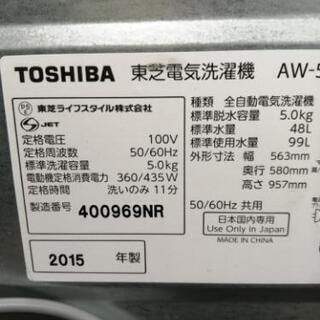 TOSHIBA 東芝電気洗濯機 AW-5
PS E
JET
東芝ライフスタイル株式会社
定格電圧 100V
定格周波数 50/60Hz
標準洗濯容量 5.0kg
電動機定格消費電力 360/435W
洗いのみ 11分
製造番号 400969NR
2015 年製
種類 全自動電気洗濯機
標準脱水容量 5.0kg
標準水量 48L
標準使用水量 99L
外形寸法 幅 563mm
奥行 580mm
高さ 957mm
50/60Hz 共用
日本国内専用
Use Only in Japan
MADE IN CHINA